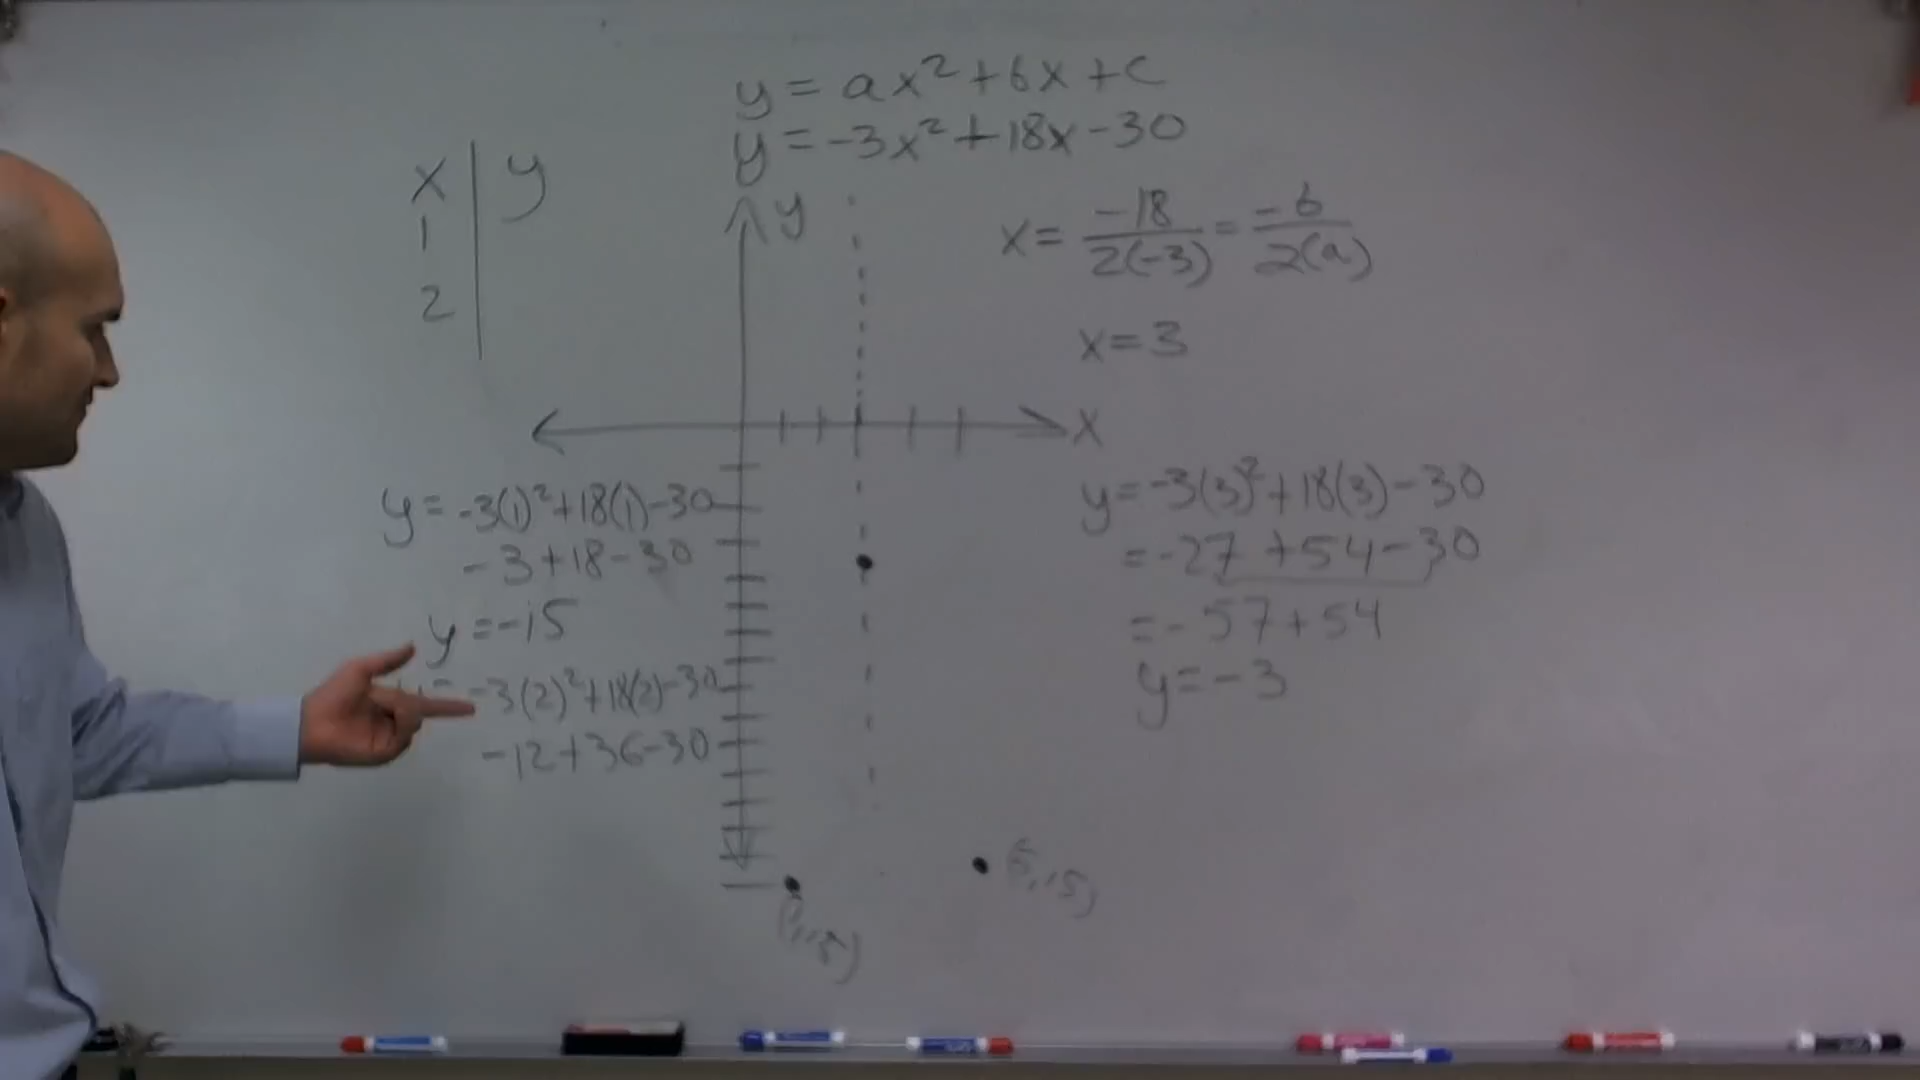 y = ax² + bx + c
y = -3x² + 18x - 30
x | y
1
2
y
x = -18/2(-3) = -b/2(a)
x = 3
x
y = -3(1)² + 18(1) - 30
-3 + 18 - 30
y = -15
y = -3(2)² + 18(2) - 30
-12 + 36 - 30
y = -3(3)² + 18(3) - 30
= -27 + 54 - 30
= -57 + 54
y = -3